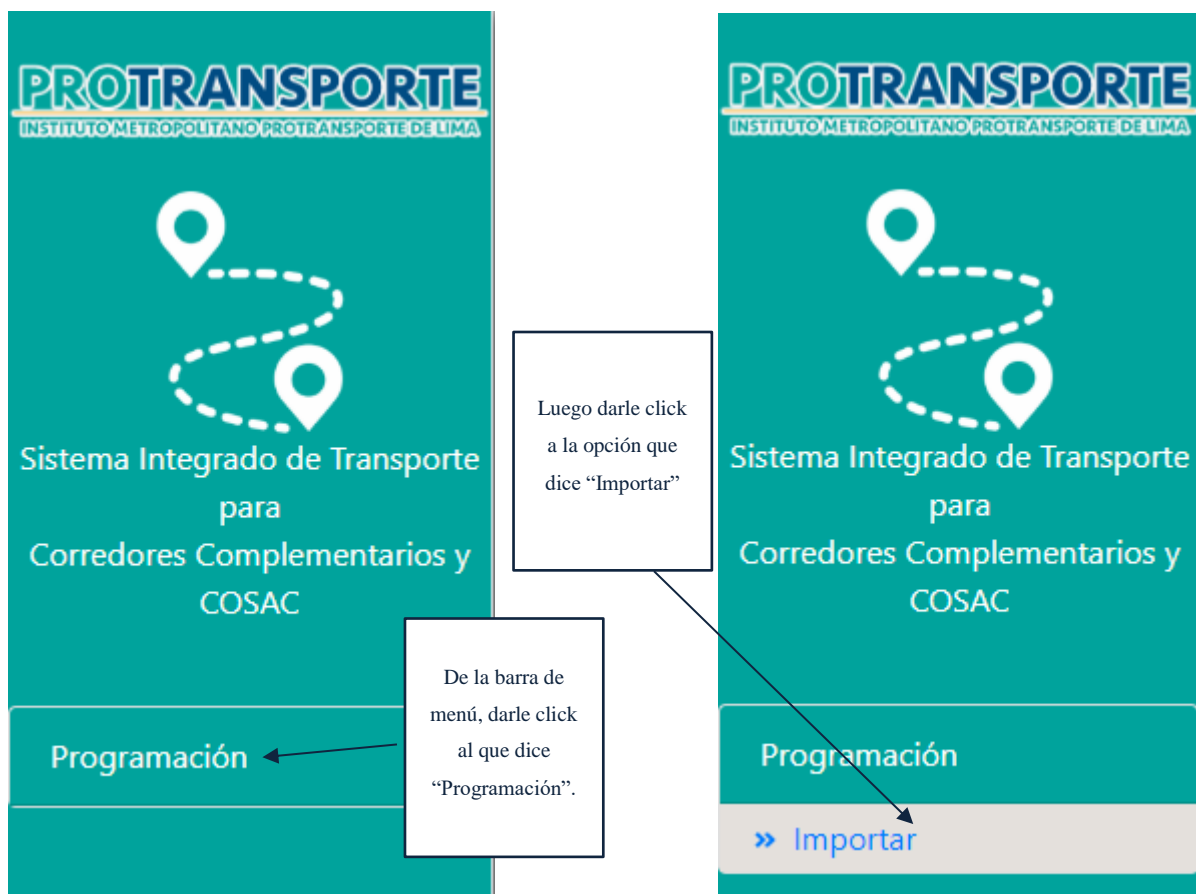 PROTRANSPORTE
INSTITUTO METROPOLITANO PROTRANSPORTE DE LIMA
Sistema Integrado de Transporte
para
Corredores Complementarios y
COSAC
De la barra de
menú, darle click
al que dice
“Programación”.
Programación
Luego darle click
a la opción que
dice “Importar”
PROTRANSPORTE
INSTITUTO METROPOLITANO PROTRANSPORTE DE LIMA
Sistema Integrado de Transporte
para
Corredores Complementarios y
COSAC
Programación
» Importar